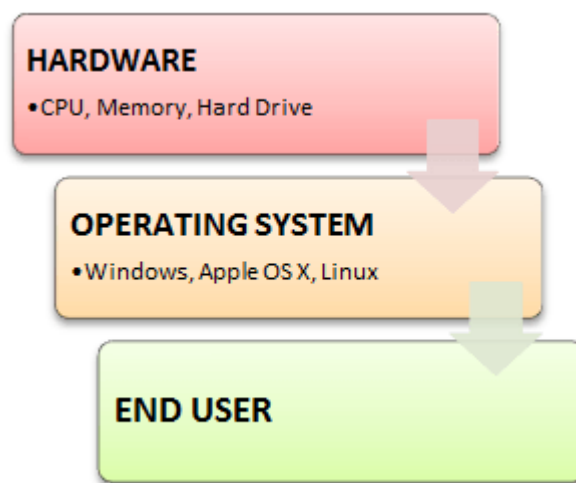 HARDWARE
•CPU, Memory, Hard Drive
OPERATING SYSTEM
•Windows, Apple OS X, Linux
END USER